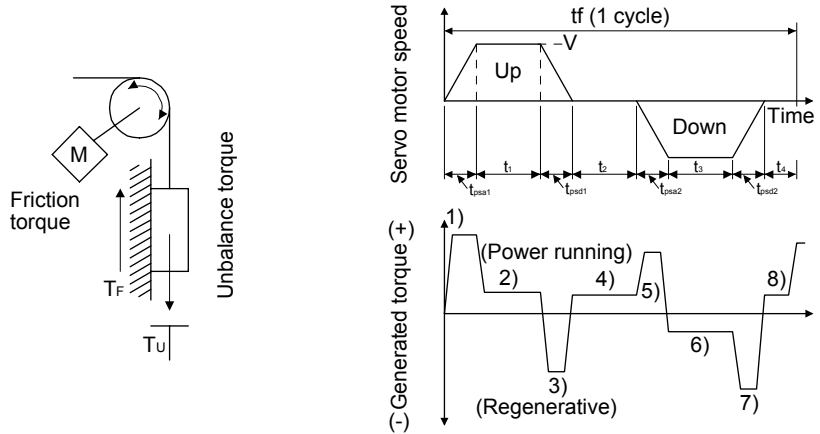 M
Friction
torque
TF
TU
Unbalance torque
Servo motor speed
tf (1 cycle)
V
Up
Down
Time
tpsa1
t1
tpsd1
t2
tpsa2
t3
tpsd2
t4
(+)
Generated torque
(-)
1)
(Power running)
2)
4)
8)
5)
6)
3)
7)
(Regenerative)